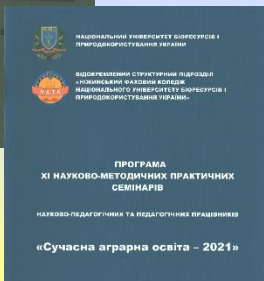 НАЦІОНАЛЬНИЙ УНІВЕРСИТЕТ БІОРЕСУРСІВ І
ПРИРОДОКОРИСТУВАННЯ УКРАЇНИ
ВІДОКРЕМЛЕНИЙ СТРУКТУРНИЙ ПІДРОЗДІЛ
«НІЖИНСЬКИЙ ФАХОВИЙ КОЛЕДЖ
НАЦІОНАЛЬНОГО УНІВЕРСИТЕТУ БІОРЕСУРСІВ І
ПРИРОДОКОРИСТУВАННЯ УКРАЇНИ»
ПРОГРАМА
XI НАУКОВО-МЕТОДИЧНИХ ПРАКТИЧНИХ
СЕМІНАРІВ
НАУКОВО-ПЕДАГОГІЧНИХ ТА ПЕДАГОГІЧНИХ ПРАЦІВНИКІВ
«Сучасна аграрна освіта – 2021»